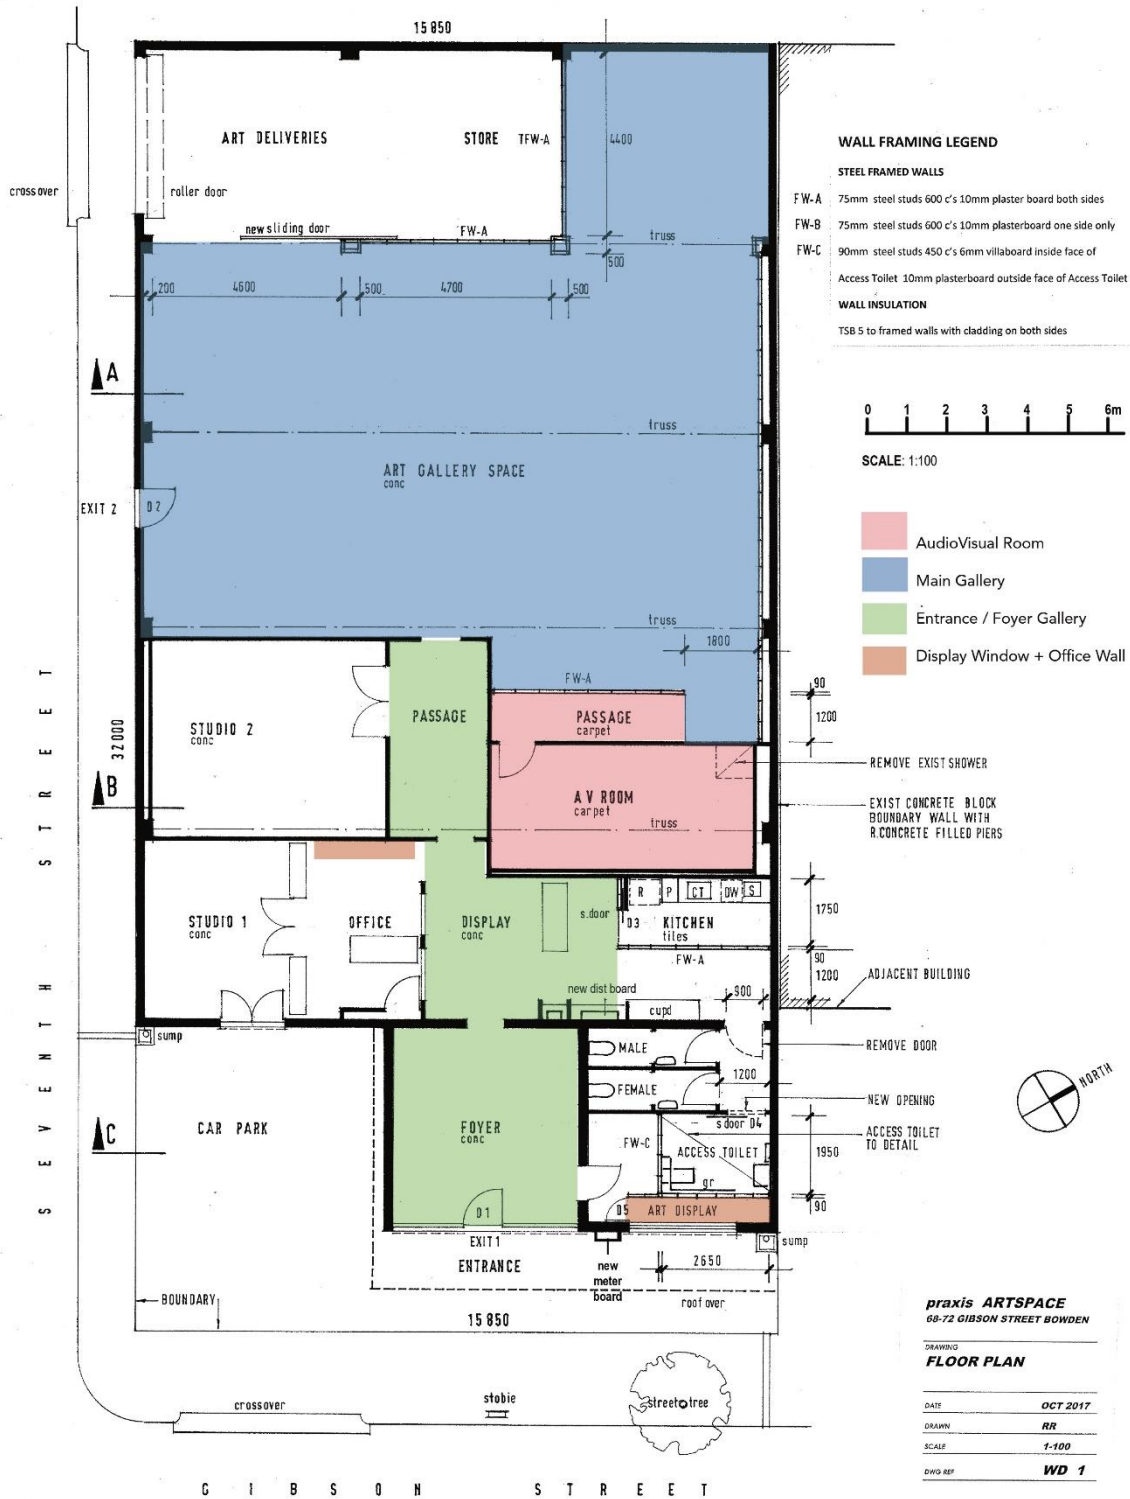 15 850
ART DELIVERIES
STORE
TFW-A
4400
crossover
roller door
new sliding door
FW-A
truss
500
200
4600
500
4700
500
A
truss
ART GALLERY SPACE
conc
EXIT 2
D2
truss
1800
FW-A
90
1200
PASSAGE
PASSAGE
carpet
STUDIO 2
conc
32000
B
REMOVE EXIST SHOWER
A V ROOM
carpet
truss
EXIST CONCRETE BLOCK
BOUNDARY WALL WITH
R.CONCRETE FILLED PIERS
R
P
CT
DW
S
1750
STUDIO 1
conc
OFFICE
DISPLAY
conc
s.door
D3
KITCHEN
tiles
FW-A
90
1200
ADJACENT BUILDING
new dist board
900
cupd
sump
MALE
REMOVE DOOR
1200
FEMALE
NEW OPENING
s door D4
C
CAR PARK
FOYER
conc
FW-C
ACCESS TOILET
ACCESS TOILET
TO DETAIL
1950
gr
D1
D5
ART DISPLAY
90
EXIT 1
ENTRANCE
new
meter
board
2650
sump
BOUNDARY
roof over
15 850
crossover
stobie
street tree
SEVENTH STREET
GIBSON STREET
NORTH
WALL FRAMING LEGEND
STEEL FRAMED WALLS
FW-A 75mm steel studs 600 c's 10mm plaster board both sides
FW-B 75mm steel studs 600 c's 10mm plasterboard one side only
FW-C 90mm steel studs 450 c's 6mm villaboard inside face of
Access Toilet 10mm plasterboard outside face of Access Toilet
WALL INSULATION
TSB 5 to framed walls with cladding on both sides
0 1 2 3 4 5 6m
SCALE: 1:100
AudioVisual Room
Main Gallery
Entrance / Foyer Gallery
Display Window + Office Wall
praxis ARTSPACE
68-72 GIBSON STREET BOWDEN
DRAWING
FLOOR PLAN
DATE OCT 2017
DRAWN RR
SCALE 1-100
DWG REF WD 1